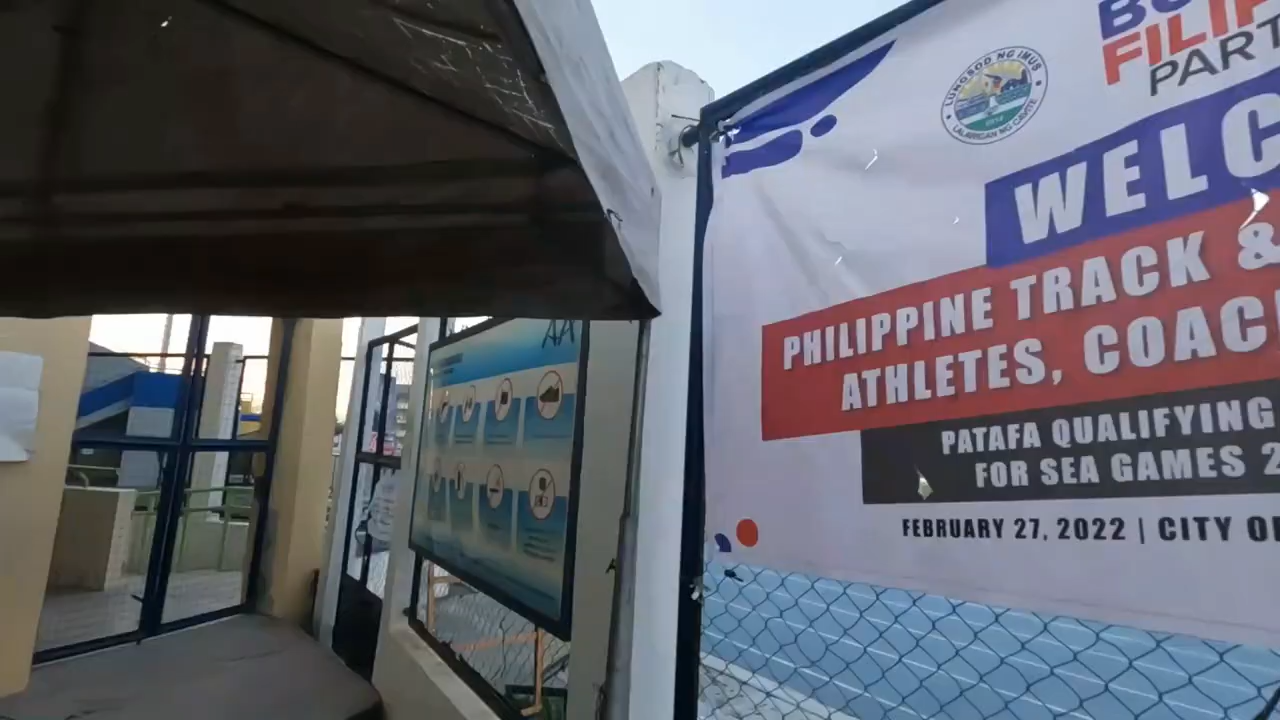 LUNGSOD NG IMUS
LALAWIGAN NG CAVITE
FILIP
PART
WELC
PHILIPPINE TRACK &
ATHLETES, COAC
PATAFA QUALIFYING
FOR SEA GAMES 2
FEBRUARY 27, 2022 | CITY O